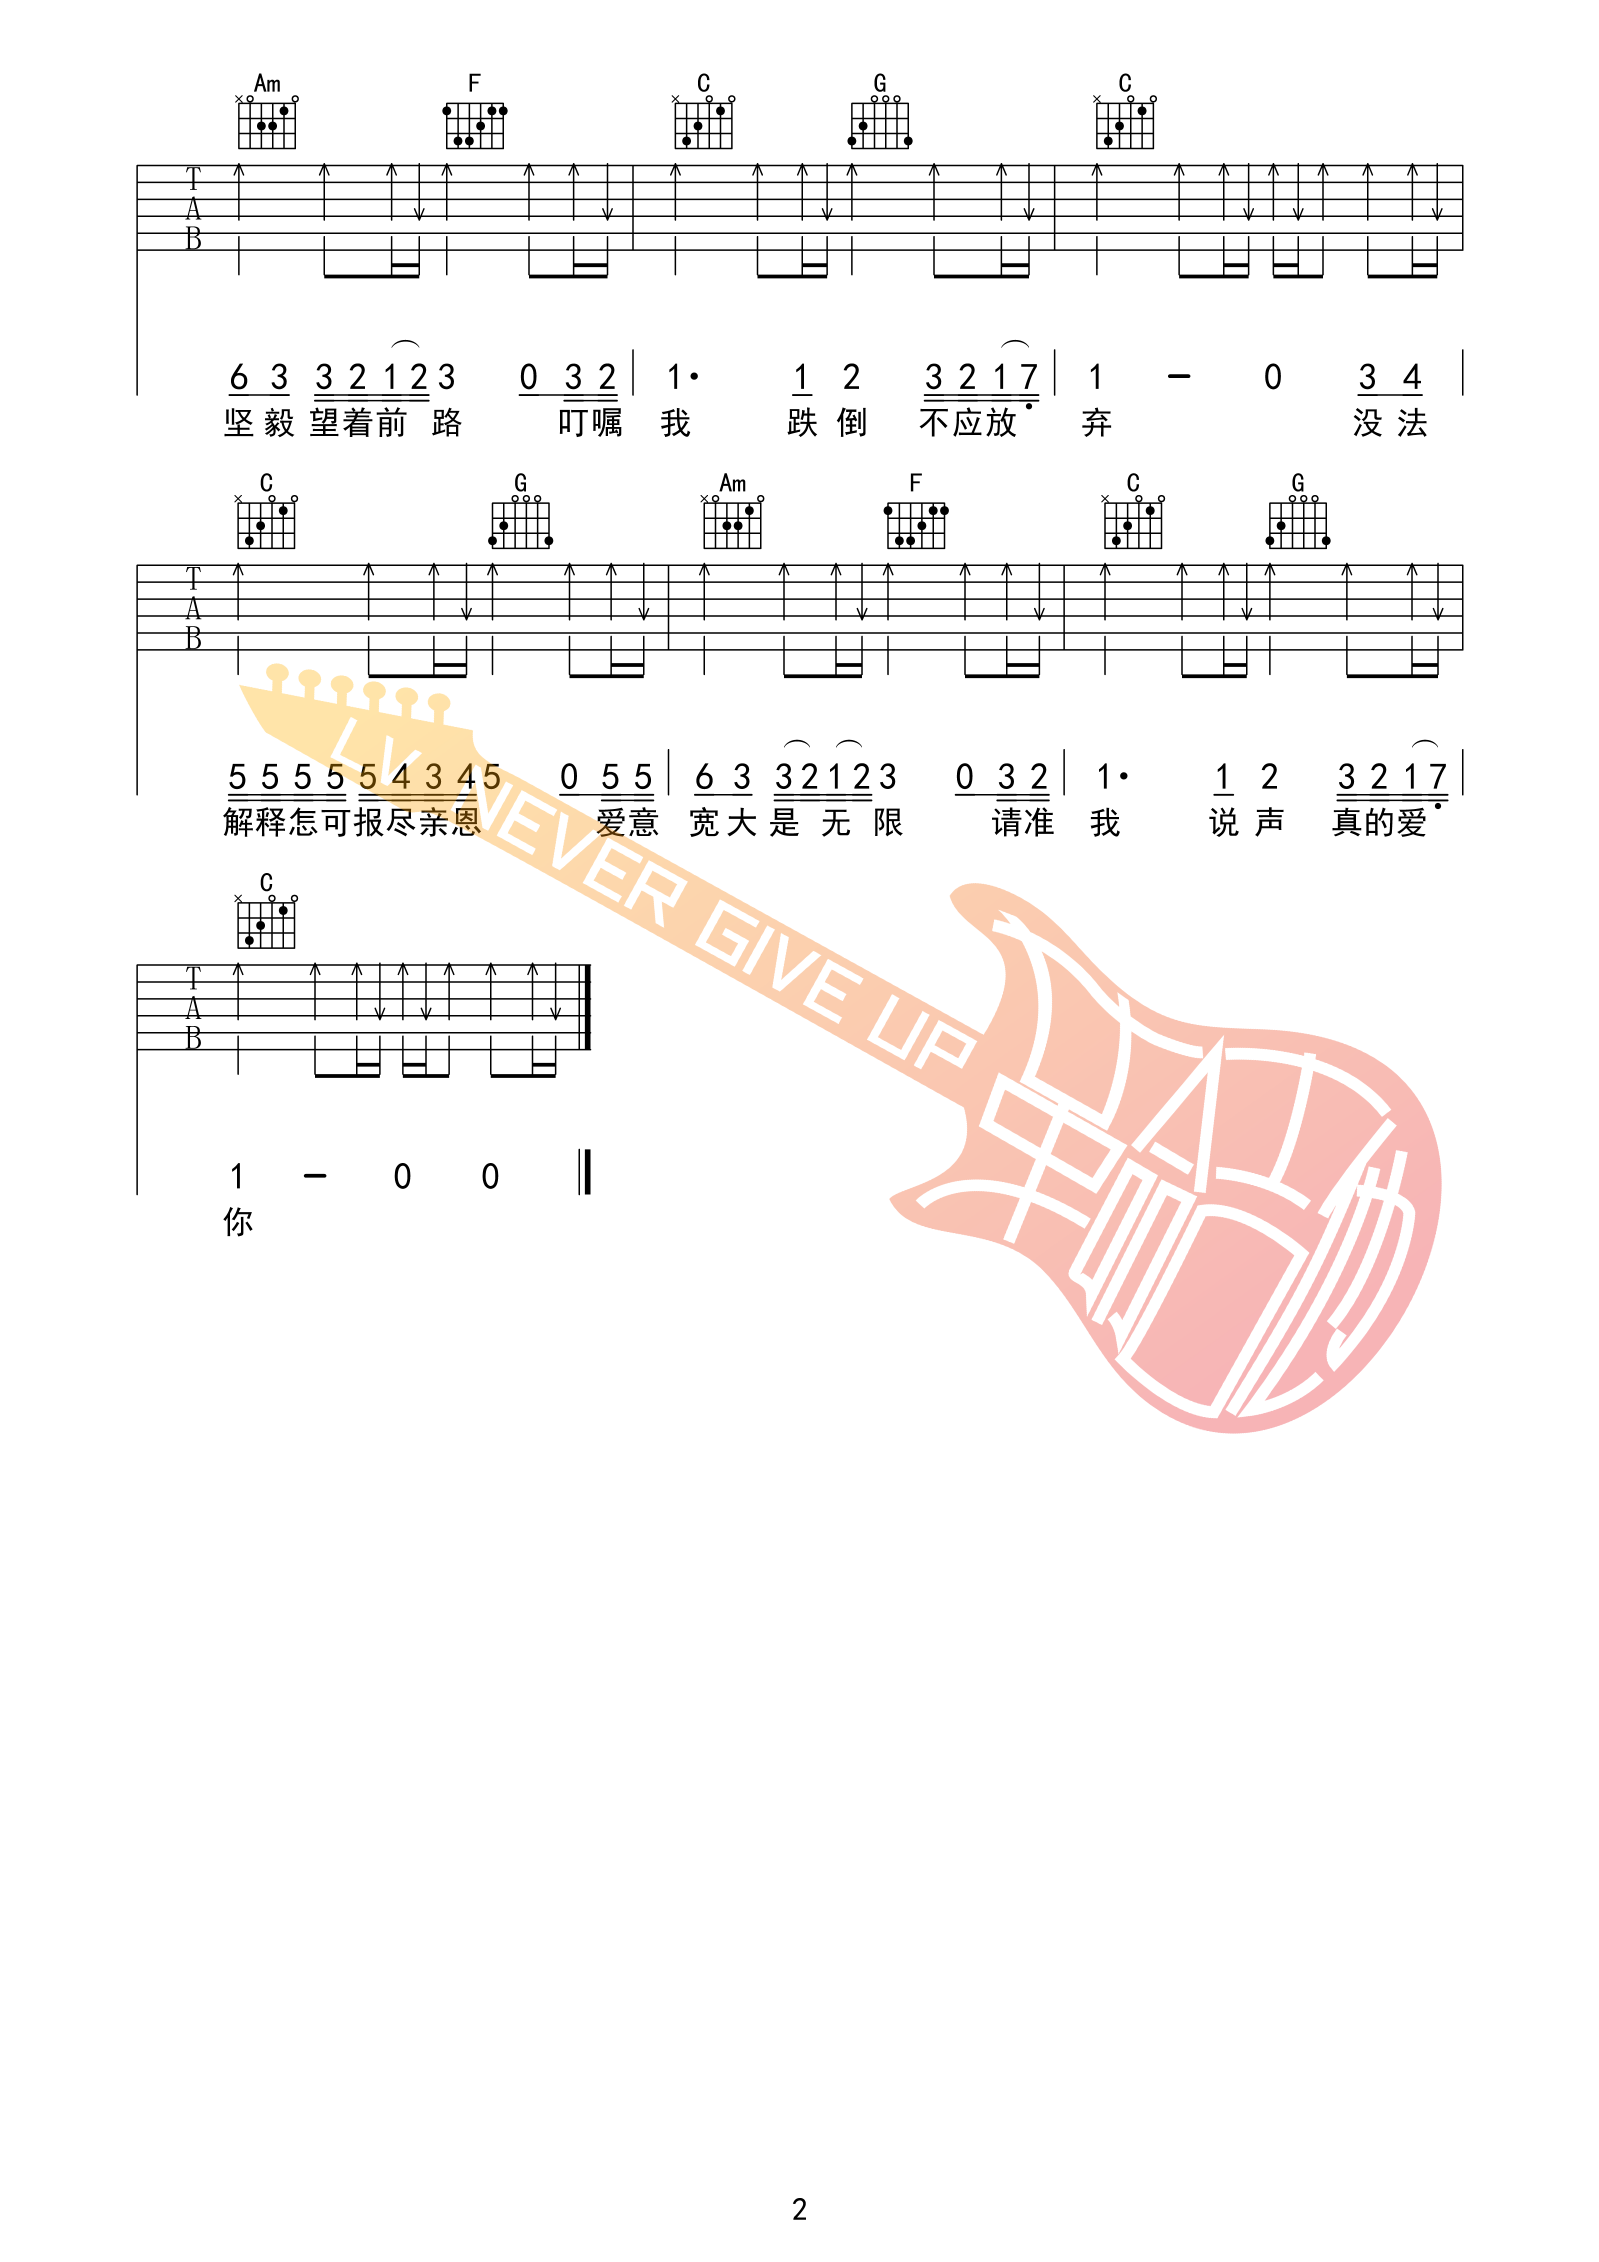 Am F C G C
T
A
B
6 3 3 2 1 2 3 0 3 2 1· 1 2 3 2 1 7 1 - 0 3 4
坚 毅 望着前 路 叮嘱 我 跌 倒 不应放 弃 没 法
C G Am F C G
T
A
B
5 5 5 5 5 4 3 4 5 0 5 5 6 3 3 2 1 2 3 0 3 2 1· 1 2 3 2 1 7
解释怎可报尽亲恩 爱意 宽 大 是 无 限 请准 我 说 声 真的爱
LV NEVER GIVE UP
C
T
A
B
1 - 0 0
你
2